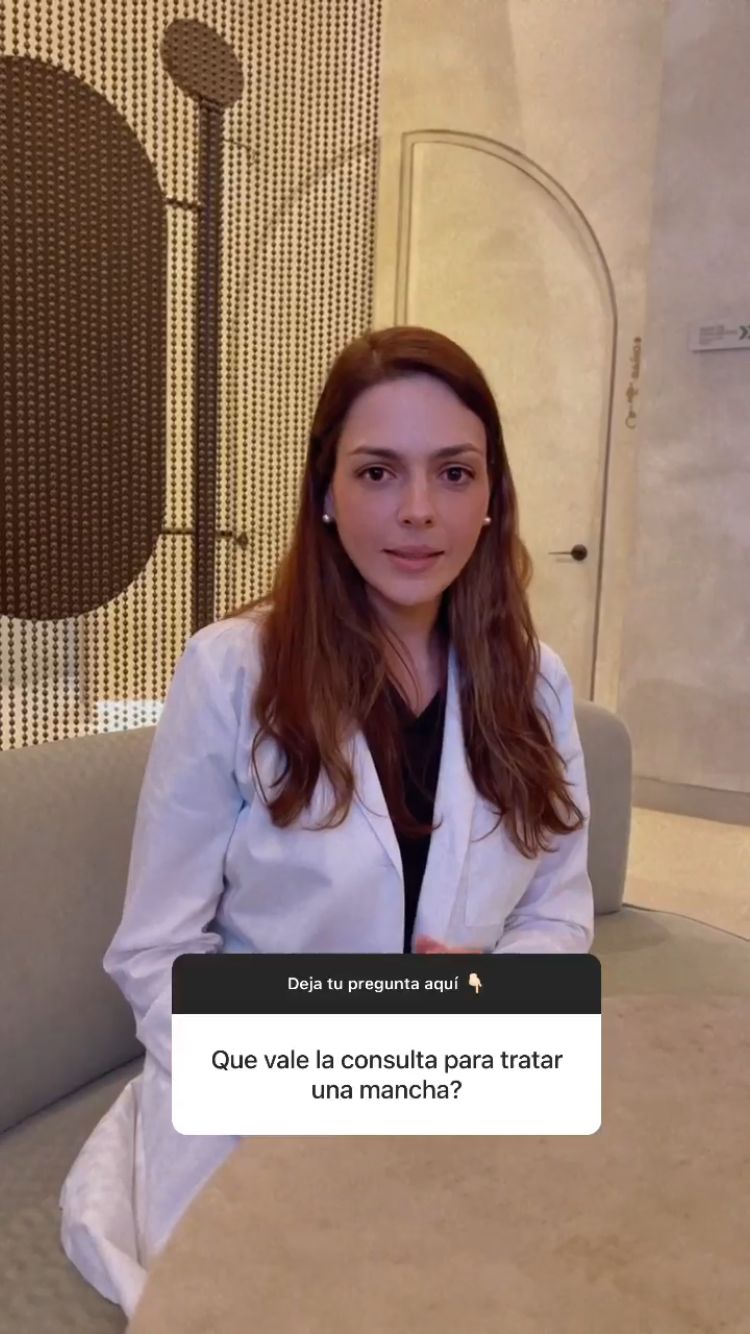 Deja tu pregunta aquí 👇🏻
Que vale la consulta para tratar
una mancha?